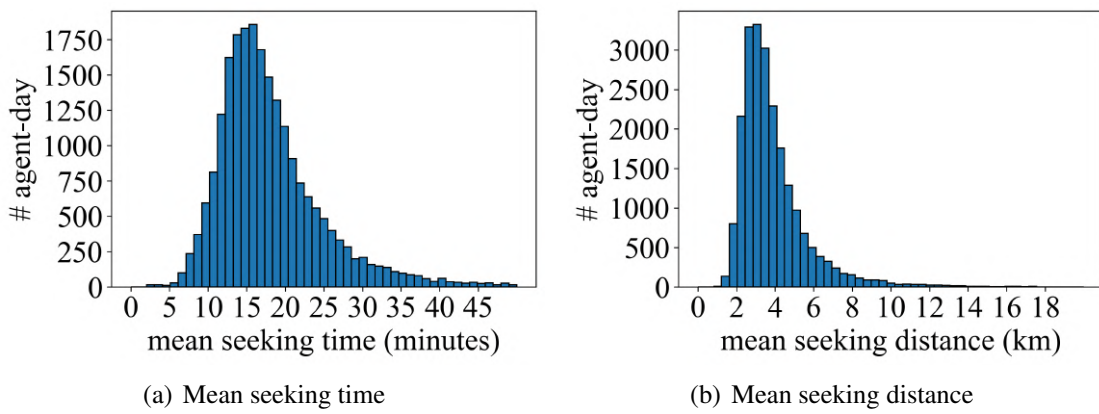 # agent-day
1750
1500
1250
1000
750
500
250
0
0 5 10 15 20 25 30 35 40 45
mean seeking time (minutes)
(a) Mean seeking time
# agent-day
3000
2500
2000
1500
1000
500
0
0 2 4 6 8 10 12 14 16 18
mean seeking distance (km)
(b) Mean seeking distance